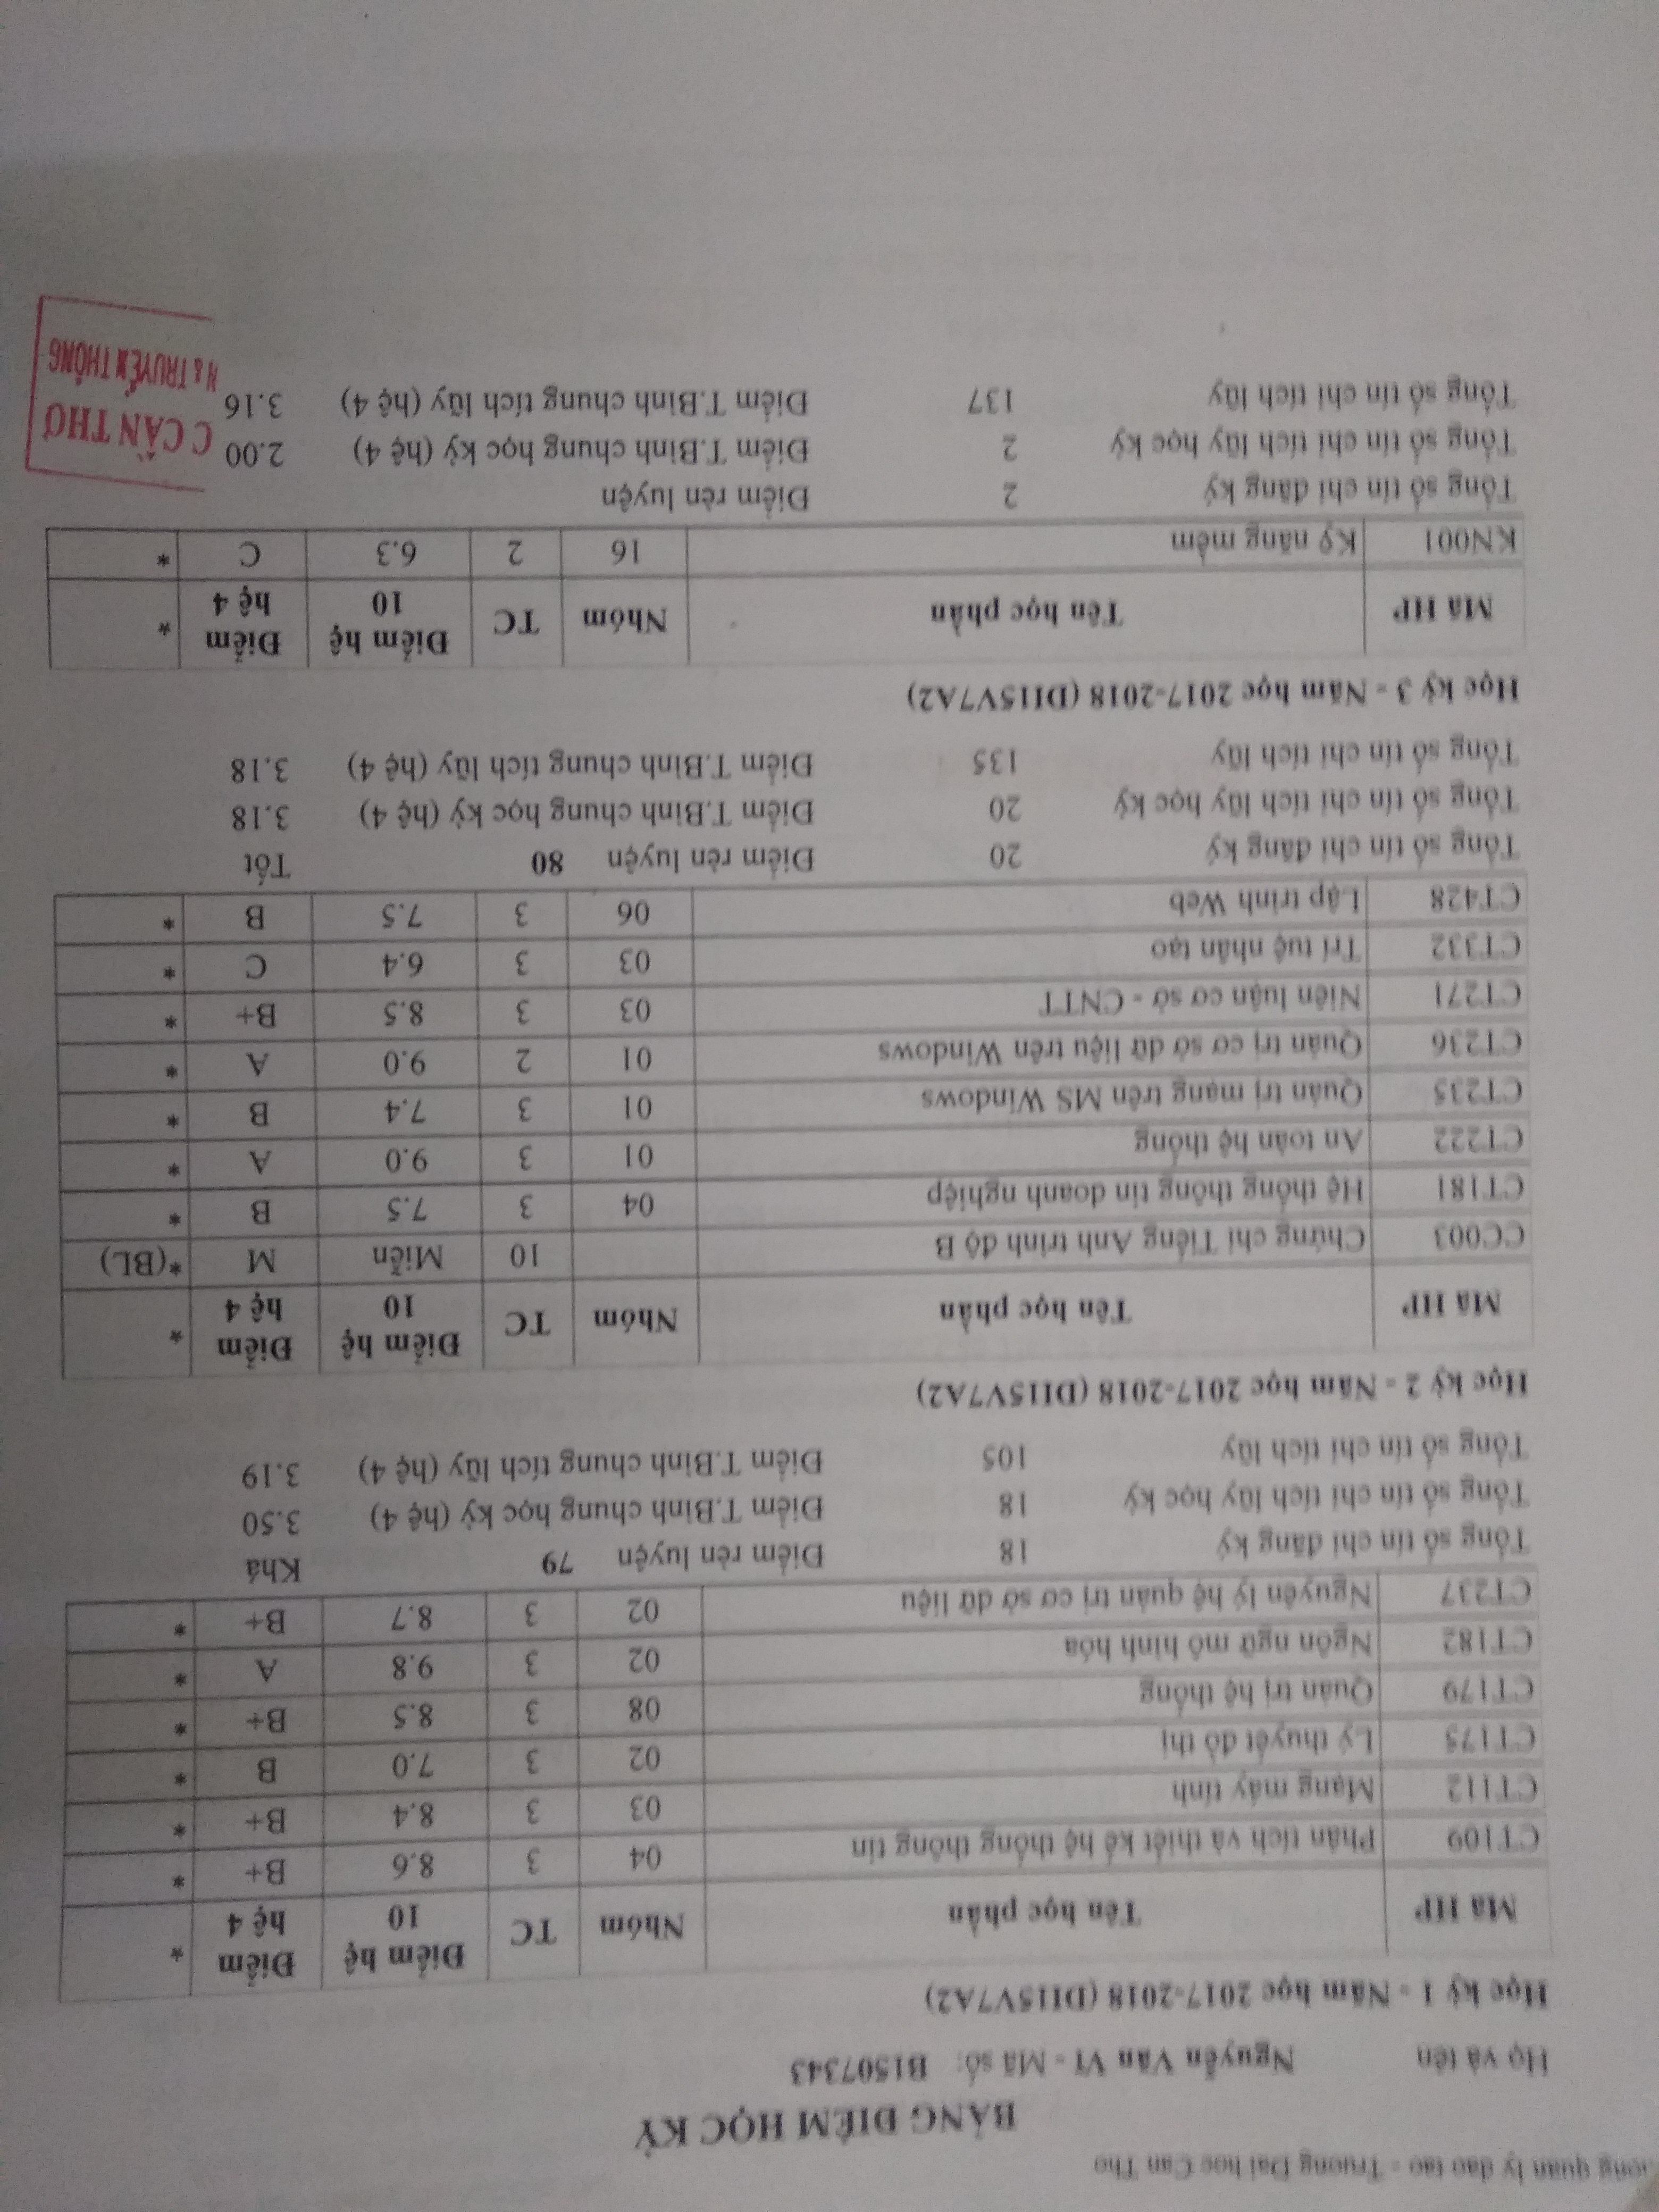 quản lý đào tạo - Trường Đại học Cần Thơ
BẢNG ĐIỂM HỌC KỲ
Họ và tên Nguyễn Văn Vĩ - Mã số: B1507343
Học kỳ 1 - Năm học 2017-2018 (DI15V7A2)
Mã HP Tên học phần Nhóm TC Điểm hệ 10 Điểm hệ 4 *
CT109 Phân tích và thiết kế hệ thống thông tin 04 3 8.6 B+ *
CT112 Mạng máy tính 03 3 8.4 B+ *
CT175 Lý thuyết đồ thị 02 3 7.0 B *
CT179 Quản trị hệ thống 08 3 8.5 B+ *
CT182 Ngôn ngữ mô hình hóa 02 3 9.8 A *
CT237 Nguyên lý hệ quản trị cơ sở dữ liệu 02 3 8.7 B+ *
Tổng số tín chỉ đăng ký 18 Điểm rèn luyện 79 Khá
Tổng số tín chỉ tích lũy học kỳ 18 Điểm T.Bình chung học kỳ (hệ 4) 3.50
Tổng số tín chỉ tích lũy 105 Điểm T.Bình chung tích lũy (hệ 4) 3.19
Học kỳ 2 - Năm học 2017-2018 (DI15V7A2)
Mã HP Tên học phần Nhóm TC Điểm hệ 10 Điểm hệ 4 *
CC003 Chứng chỉ Tiếng Anh trình độ B 10 Miễn M *(BL)
CT181 Hệ thống thông tin doanh nghiệp 04 3 7.5 B *
CT222 An toàn hệ thống 01 3 9.0 A *
CT235 Quản trị mạng trên MS Windows 01 3 7.4 B *
CT236 Quản trị cơ sở dữ liệu trên Windows 01 2 9.0 A *
CT271 Niên luận cơ sở - CNTT 03 3 8.5 B+ *
CT332 Trí tuệ nhân tạo 03 3 6.4 C *
CT428 Lập trình Web 06 3 7.5 B *
Tổng số tín chỉ đăng ký 20 Điểm rèn luyện 80 Tốt
Tổng số tín chỉ tích lũy học kỳ 20 Điểm T.Bình chung học kỳ (hệ 4) 3.18
Tổng số tín chỉ tích lũy 135 Điểm T.Bình chung tích lũy (hệ 4) 3.18
Học kỳ 3 - Năm học 2017-2018 (DI15V7A2)
Mã HP Tên học phần Nhóm TC Điểm hệ 10 Điểm hệ 4 *
KN001 Kỹ năng mềm 16 2 6.3 C *
Tổng số tín chỉ đăng ký 2 Điểm rèn luyện
Tổng số tín chỉ tích lũy học kỳ 2 Điểm T.Bình chung học kỳ (hệ 4) 2.00
Tổng số tín chỉ tích lũy 137 Điểm T.Bình chung tích lũy (hệ 4) 3.16
C CẦN THƠ
N & TRUYỀN THÔNG